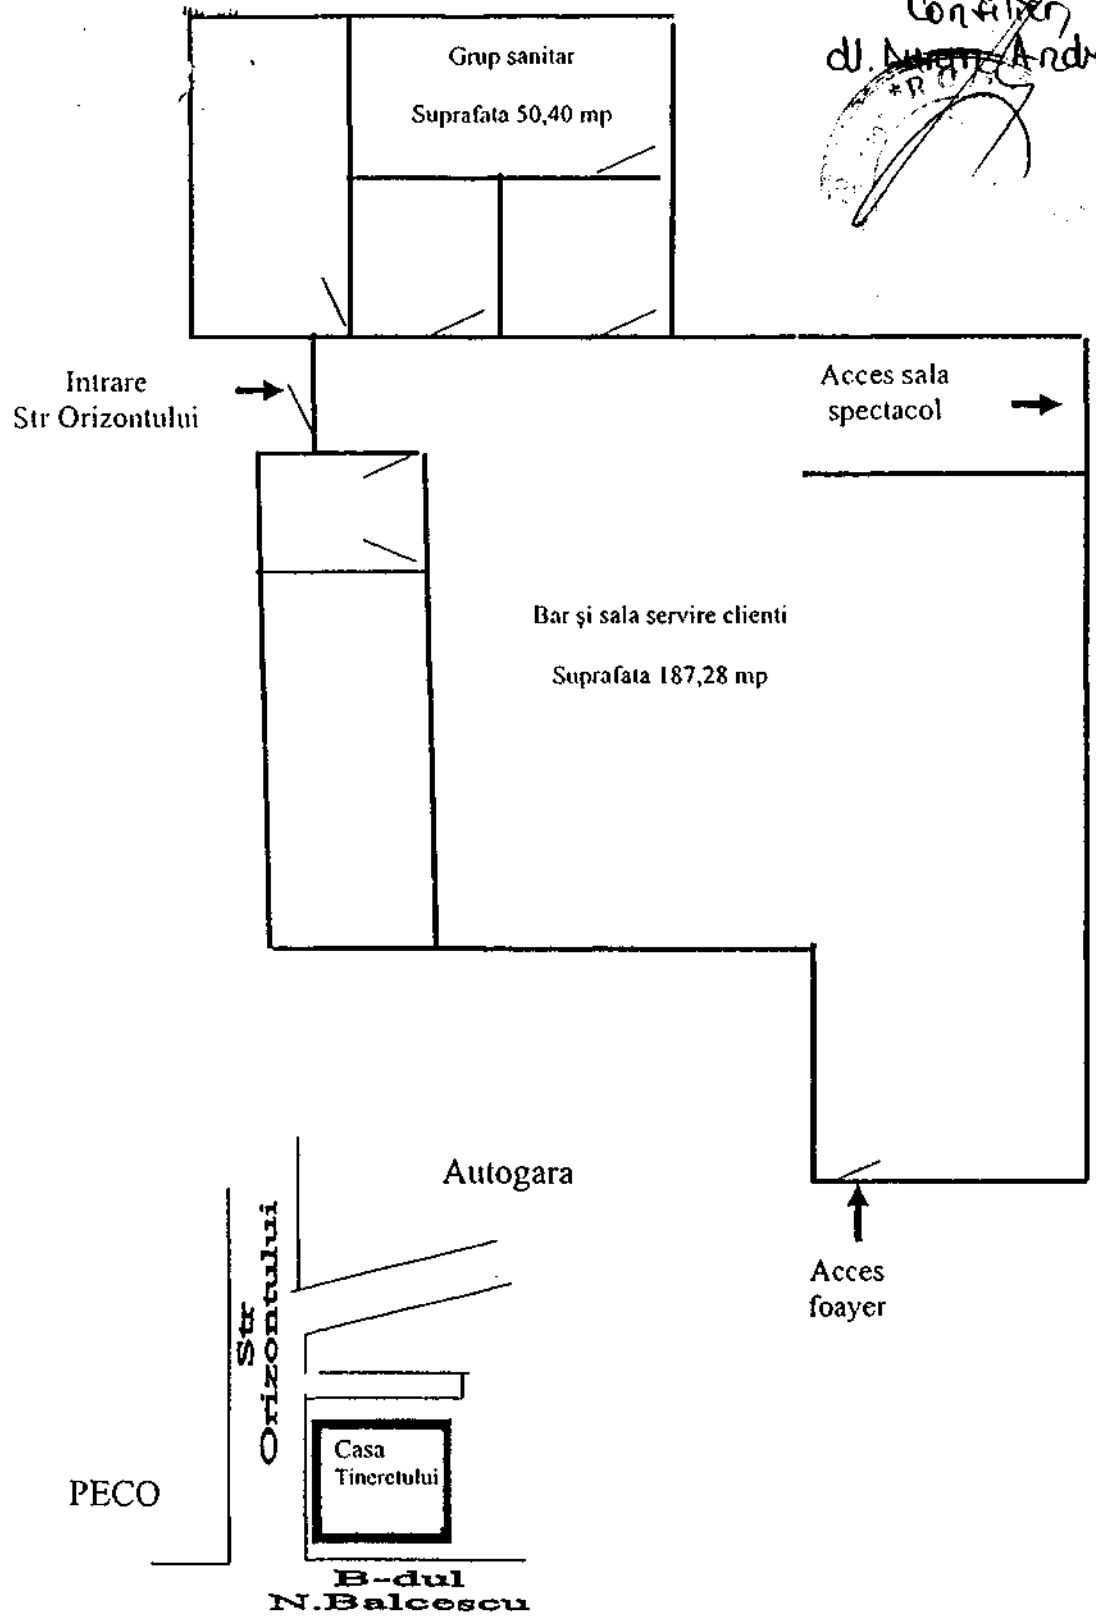 Grup sanitar
Suprafata 50,40 mp
Intrare
Str Orizontului
Acces sala
spectacol
Bar şi sala servire clienti
Suprafata 187,28 mp
Autogara
Acces
foayer
Str
Orizontului
Casa
Tineretului
PECO
B-dul
N.Balcescu